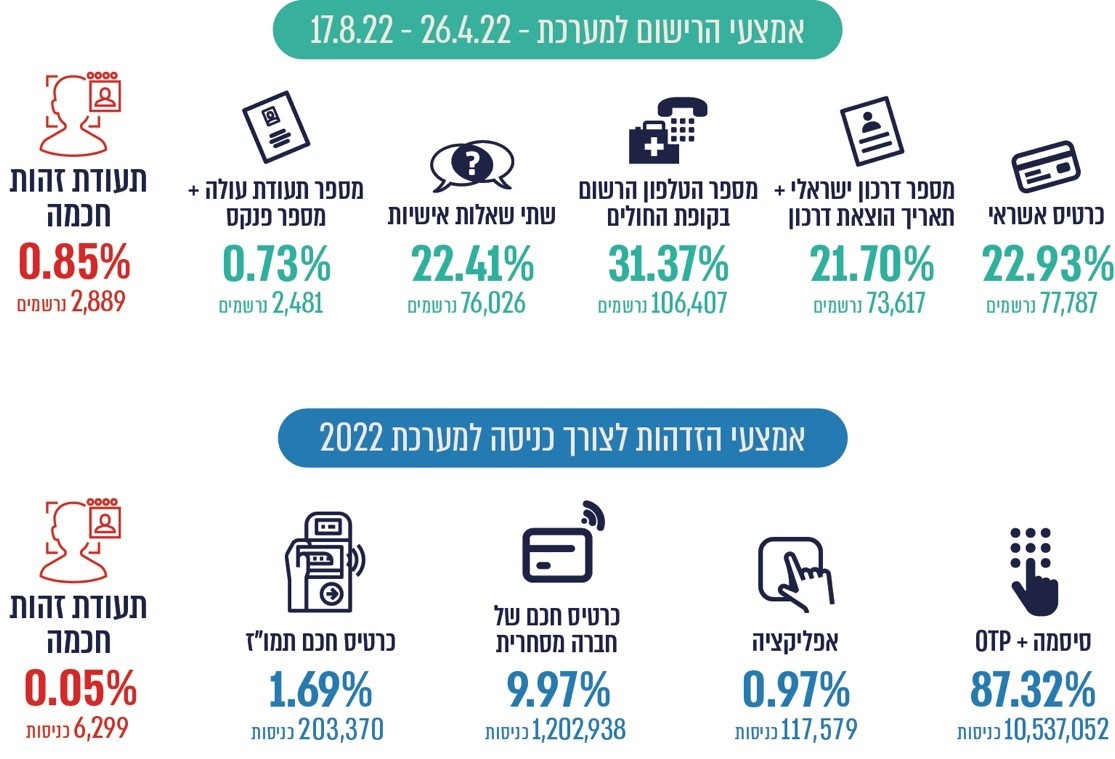 אמצעי הרישום למערכת - 26.4.22 - 17.8.22
כרטיס אשראי
22.93%
77,787 נרשמים
מספר דרכון ישראלי +
תאריך הוצאת דרכון
21.70%
73,617 נרשמים
מספר הטלפון הרשום
בקופת החולים
31.37%
106,407 נרשמים
?
שתי שאלות אישיות
22.41%
76,026 נרשמים
מספר תעודת עולה +
מספר פנקס
0.73%
2,481 נרשמים
תעודת זהות
חכמה
0.85%
2,889 נרשמים
אמצעי הזדהות לצורך כניסה למערכת 2022
סיסמה + OTP
87.32%
10,537,052 כניסות
אפליקציה
0.97%
117,579 כניסות
כרטיס חכם של
חברה מסחרית
9.97%
1,202,938 כניסות
כרטיס חכם תמו"ז
1.69%
203,370 כניסות
תעודת זהות
חכמה
0.05%
6,299 כניסות